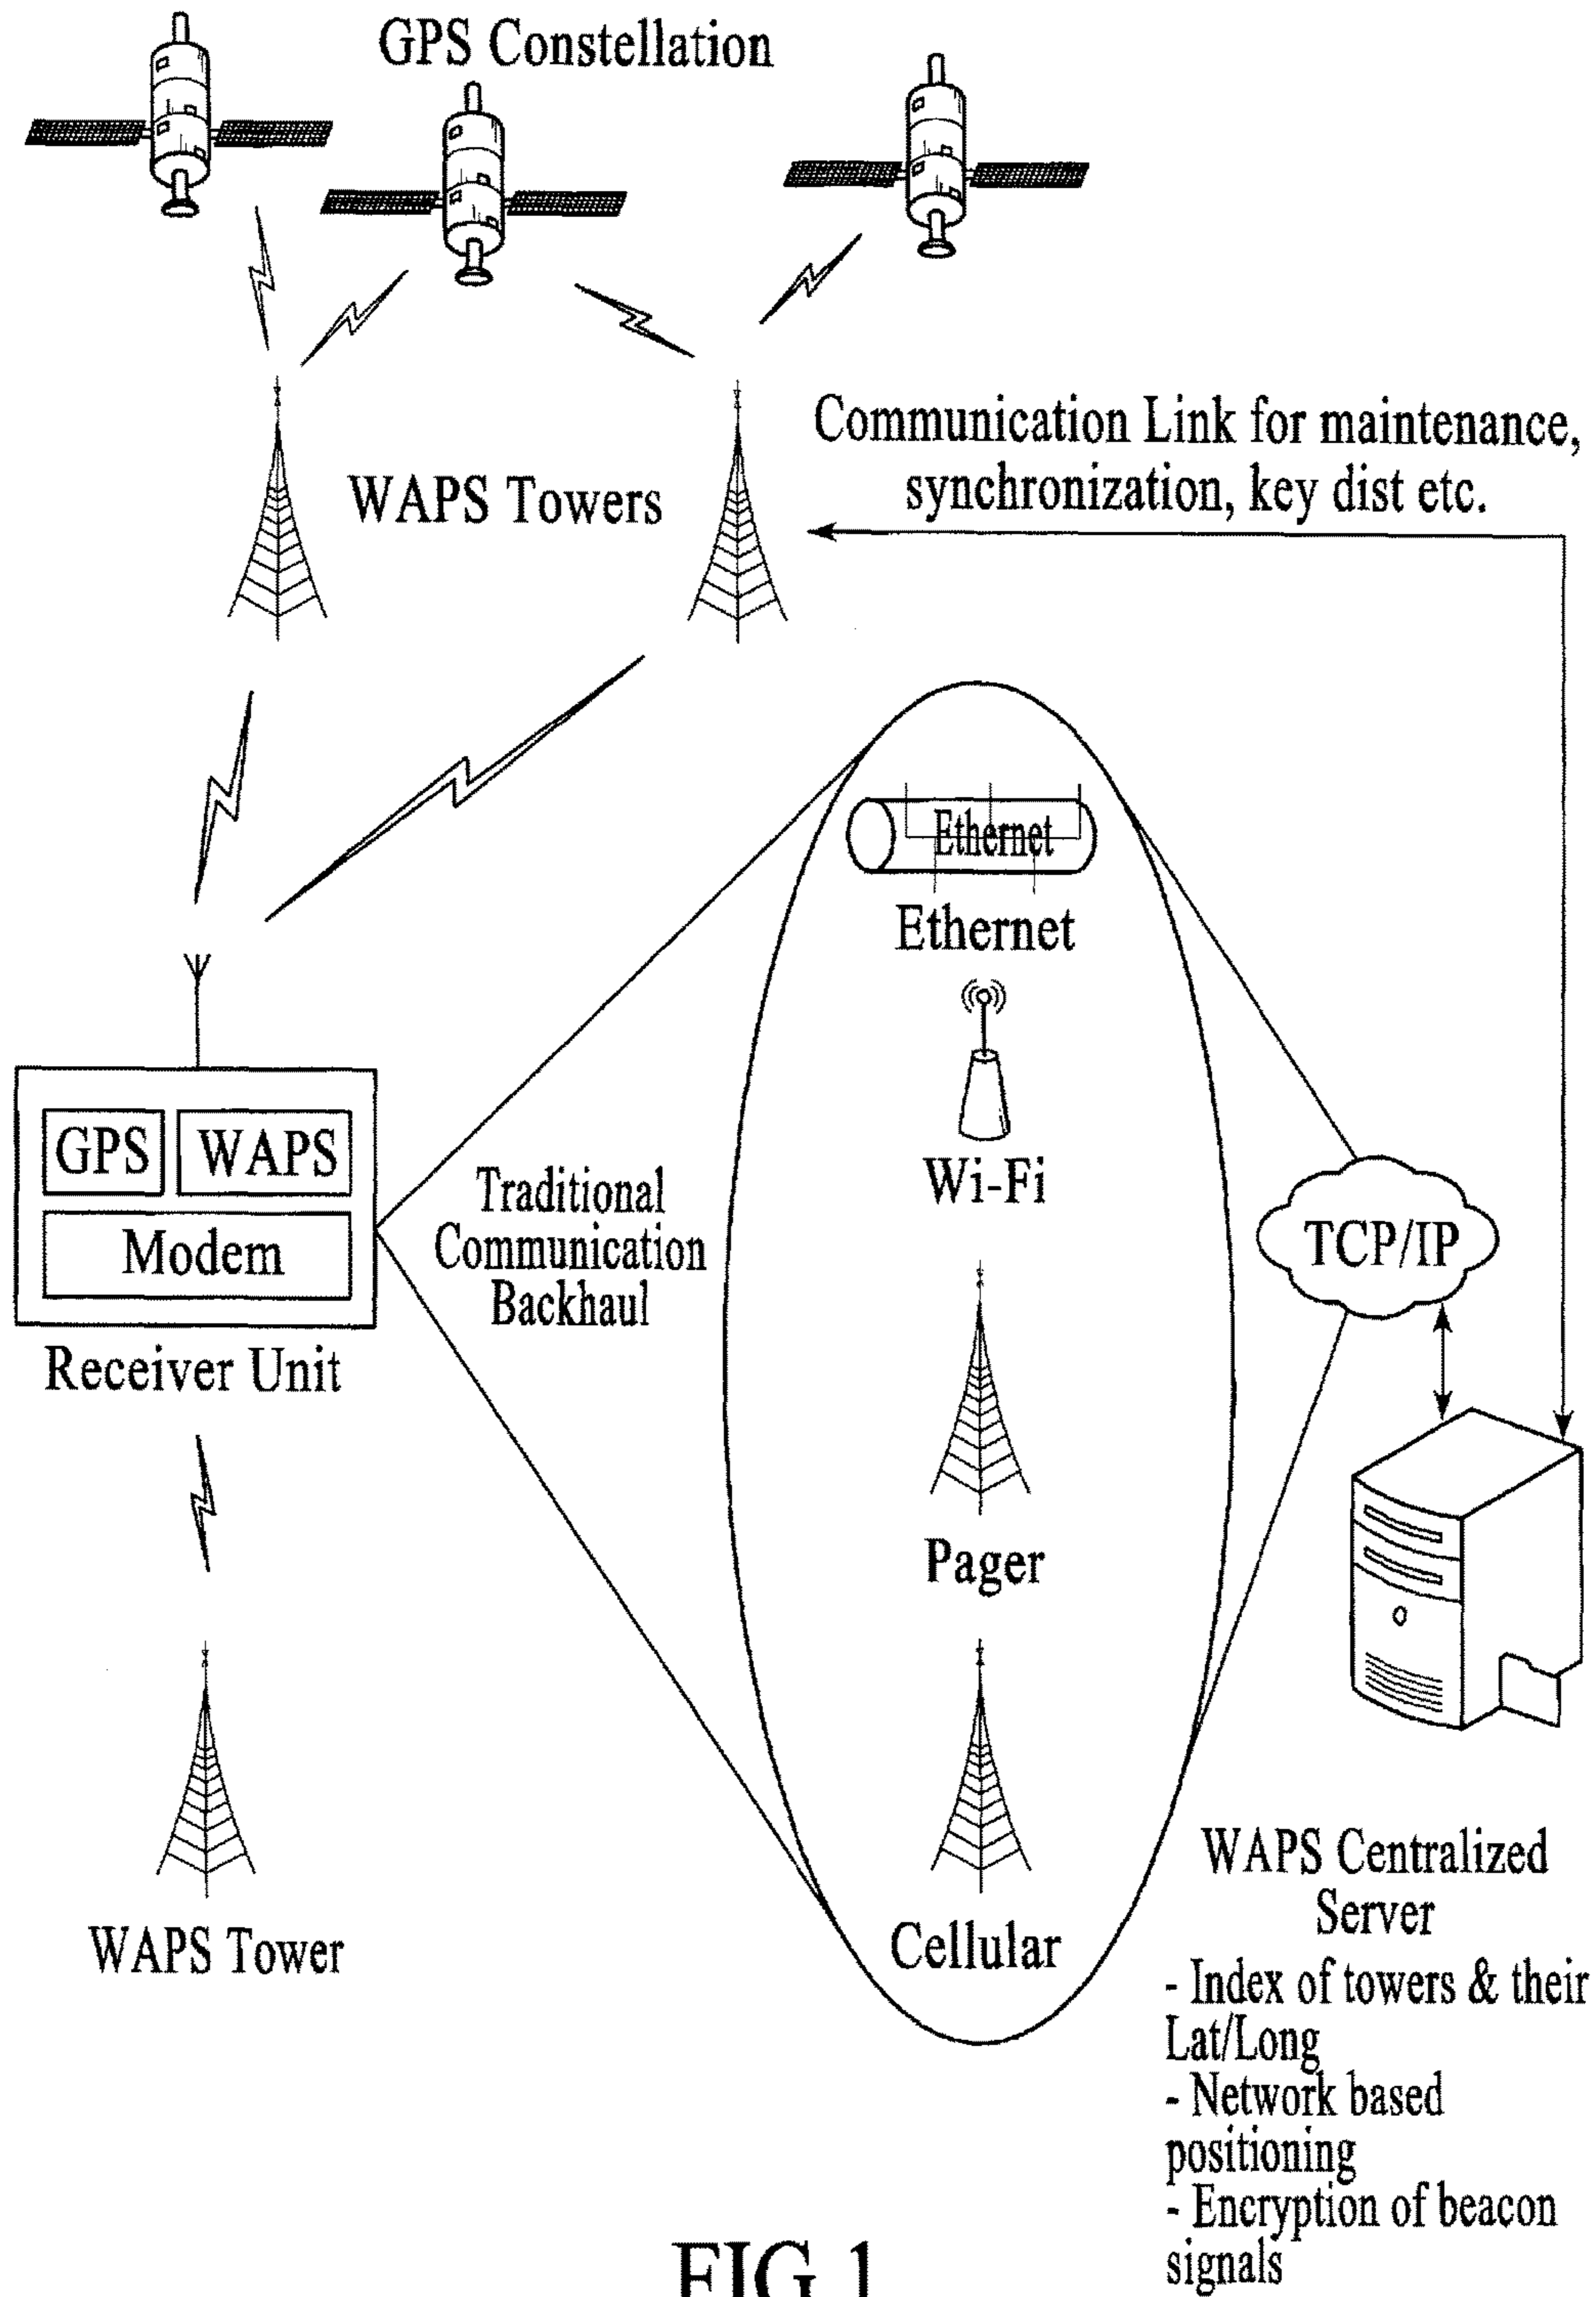 GPS Constellation
Communication Link for maintenance,
synchronization, key dist etc.
WAPS Towers
Ethernet
Ethernet
Wi-Fi
GPS
WAPS
Modem
Receiver Unit
Traditional
Communication
Backhaul
TCP/IP
Pager
Cellular
WAPS Tower
WAPS Centralized
Server
- Index of towers & their
Lat/Long
- Network based
positioning
- Encryption of beacon
signals
FIG.1